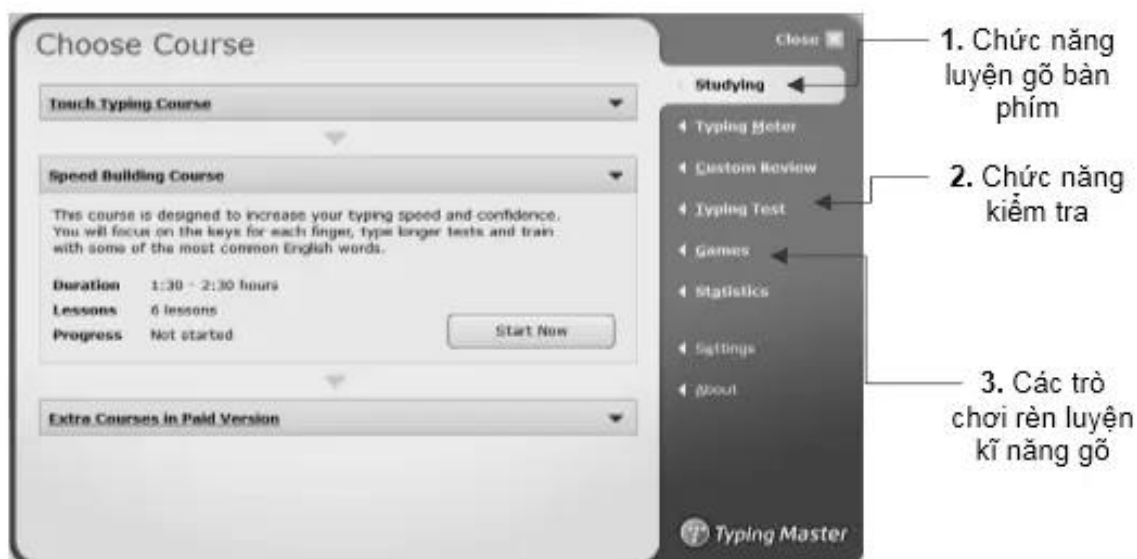 Choose Course
Touch Typing Course
Speed Building Course
This course is designed to increase your typing speed and confidence.
You will focus on the keys for each finger, type longer texts and train
with some of the most common English words.
Duration 1:30 - 2:30 hours
Lessons 6 lessons
Progress Not started
Start Now
Extra Courses in Paid Version
Close
Studying
Typing Meter
Custom Review
Typing Test
Games
Statistics
Settings
About
Typing Master
1. Chức năng
luyện gõ bàn
phím
2. Chức năng
kiểm tra
3. Các trò
chơi rèn luyện
kĩ năng gõ